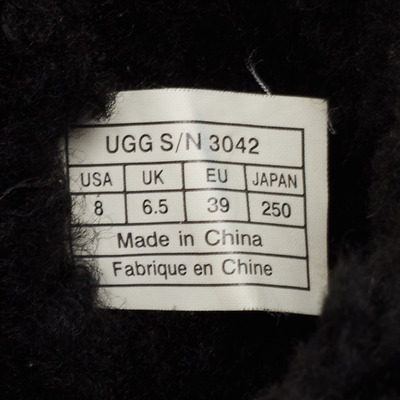 UGG S/N 3042
USA UK EU JAPAN
8 6.5 39 250
Made in China
Fabrique en Chine